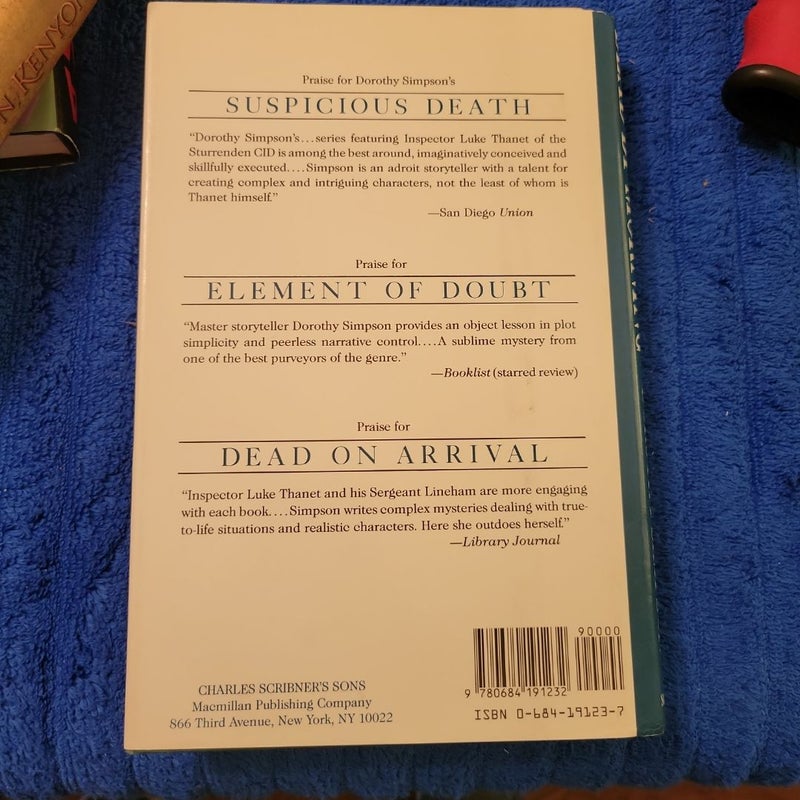 N. KENYON
Praise for Dorothy Simpson's
SUSPICIOUS DEATH
“Dorothy Simpson's...series featuring Inspector Luke Thanet of the
Sturrenden CID is among the best around, imaginatively conceived and
skillfully executed....Simpson is an adroit storyteller with a talent for
creating complex and intriguing characters, not the least of whom is
Thanet himself.”
—San Diego Union
Praise for
ELEMENT OF DOUBT
“Master storyteller Dorothy Simpson provides an object lesson in plot
simplicity and peerless narrative control....A sublime mystery from
one of the best purveyors of the genre.”
—Booklist (starred review)
Praise for
DEAD ON ARRIVAL
“Inspector Luke Thanet and his Sergeant Lineham are more engaging
with each book....Simpson writes complex mysteries dealing with true-
to-life situations and realistic characters. Here she outdoes herself.”
—Library Journal
CHARLES SCRIBNER'S SONS
Macmillan Publishing Company
866 Third Avenue, New York, NY 10022
90000
9 780684 191232
ISBN 0-684-19123-7